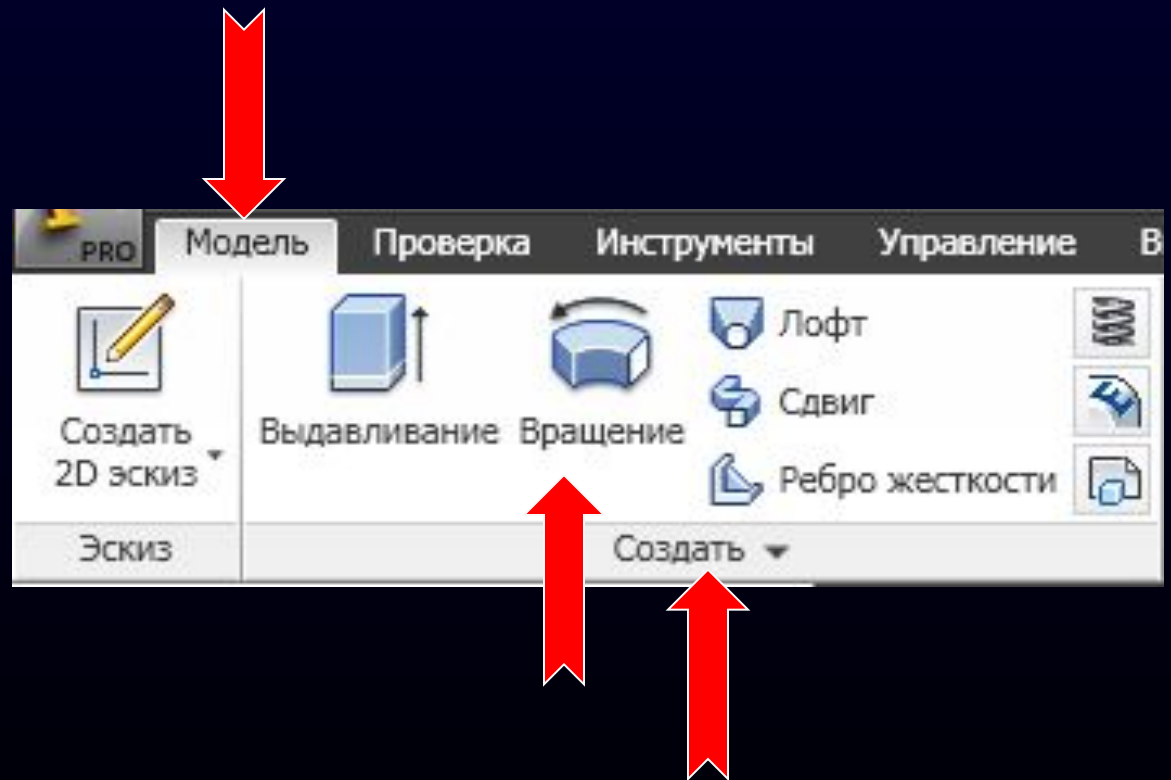 PRO Модель Проверка Инструменты Управление В
Создать
2D эскиз
Выдавливание
Вращение
Лофт
Сдвиг
Ребро жесткости
Эскиз
Создать